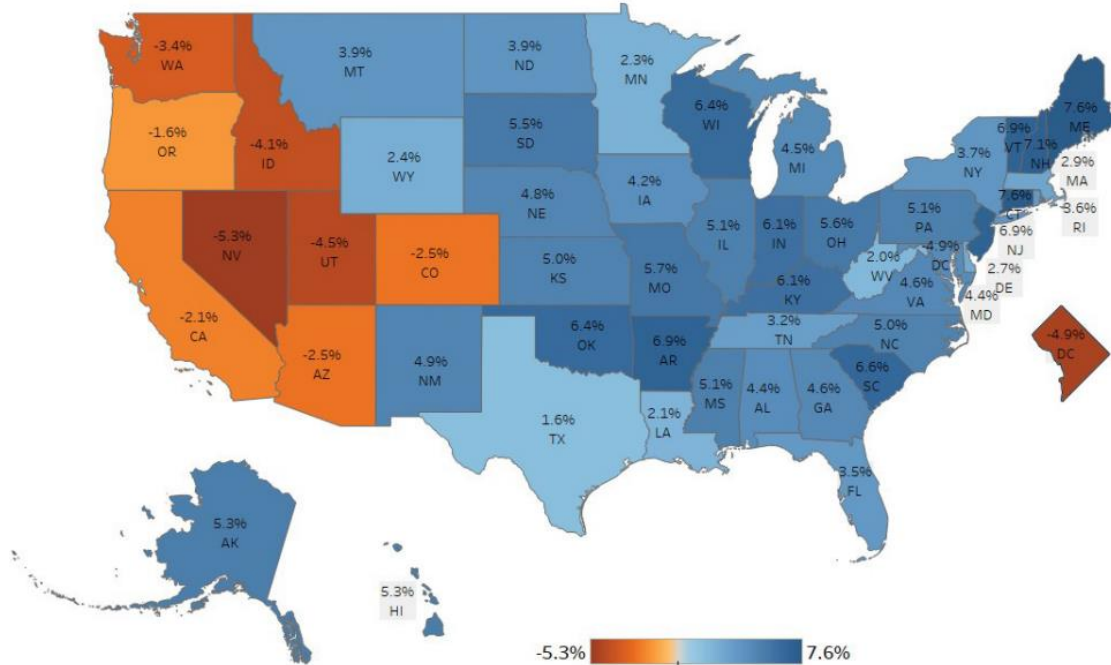 -3.4%
WA
3.9%
MT
3.9%
ND
2.3%
MN
-1.6%
OR
-4.1%
ID
2.4%
WY
5.5%
SD
6.4%
WI
4.5%
MI
3.7%
NY
6.9%
VT
7.1%
NH
7.6%
ME
2.9%
MA
3.6%
RI
7.6%
CT
-2.1%
CA
-5.3%
NV
-4.5%
UT
-2.5%
CO
4.8%
NE
4.2%
IA
5.1%
IL
6.1%
IN
5.6%
OH
5.1%
PA
6.9%
NJ
-4.9%
DC
2.7%
DE
4.4%
MD
2.0%
WV
4.6%
VA
5.0%
KS
5.7%
MO
6.1%
KY
-2.5%
AZ
4.9%
NM
6.4%
OK
6.9%
AR
3.2%
TN
5.0%
NC
6.6%
SC
-4.9%
DC
1.6%
TX
2.1%
LA
5.1%
MS
4.4%
AL
4.6%
GA
3.5%
FL
5.3%
AK
5.3%
HI
-5.3%
7.6%